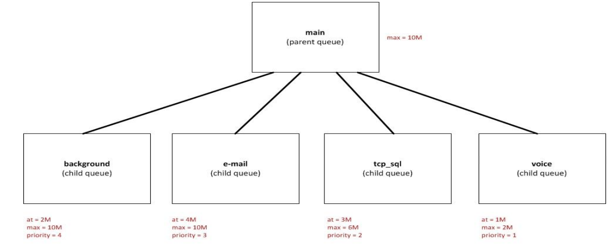 main
(parent queue)
max = 10M
background
(child queue)
e-mail
(child queue)
tcp_sql
(child queue)
voice
(child queue)
at = 2M
max = 10M
priority = 4
at = 4M
max = 10M
priority = 3
at = 3M
max = 6M
priority = 2
at = 1M
max = 2M
priority = 1